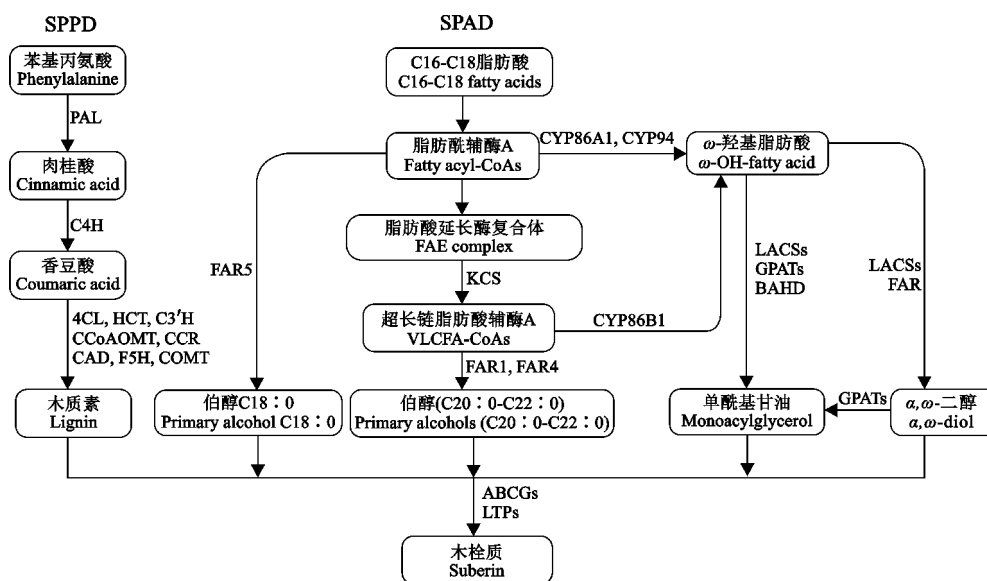 SPPD
SPAD
苯基丙氨酸
Phenylalanine
PAL
肉桂酸
Cinnamic acid
C4H
香豆酸
Coumaric acid
4CL, HCT, C3′H
CCoAOMT, CCR
CAD, F5H, COMT
木质素
Lignin
C16-C18脂肪酸
C16-C18 fatty acids
脂肪酰辅酶A
Fatty acyl-CoAs
CYP86A1, CYP94
ω-羟基脂肪酸
ω-OH-fatty acid
脂肪酸延长酶复合体
FAE complex
FAR5
KCS
LACSs
GPATs
BAHD
LACSs
FAR
超长链脂肪酸辅酶A
VLCFA-CoAs
CYP86B1
FAR1, FAR4
伯醇C18∶0
Primary alcohol C18∶0
伯醇(C20∶0-C22∶0)
Primary alcohols (C20∶0-C22∶0)
单酰基甘油
Monoacylglycerol
GPATs
α,ω-二醇
α,ω-diol
ABCGs
LTPs
木栓质
Suberin